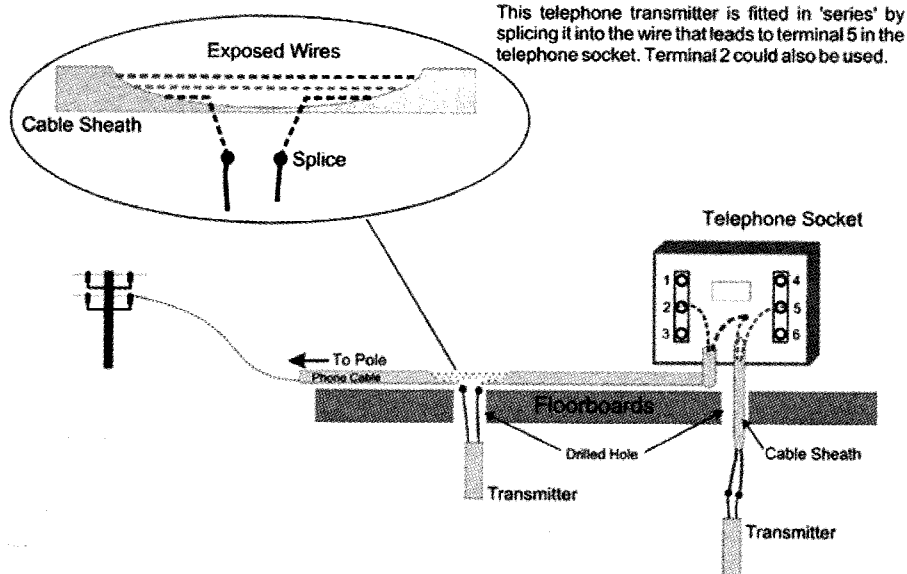 This telephone transmitter is fitted in 'series' by
splicing it into the wire that leads to terminal 5 in the
telephone socket. Terminal 2 could also be used.
Exposed Wires
Cable Sheath
Splice
Telephone Socket
1
2
3
4
5
6
To Pole
Phone Cable
Floorboards
Drilled Hole
Cable Sheath
Transmitter
Transmitter